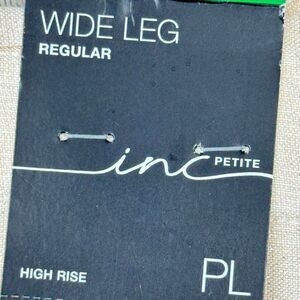 WIDE LEG
REGULAR
inc PETITE
HIGH RISE
PL